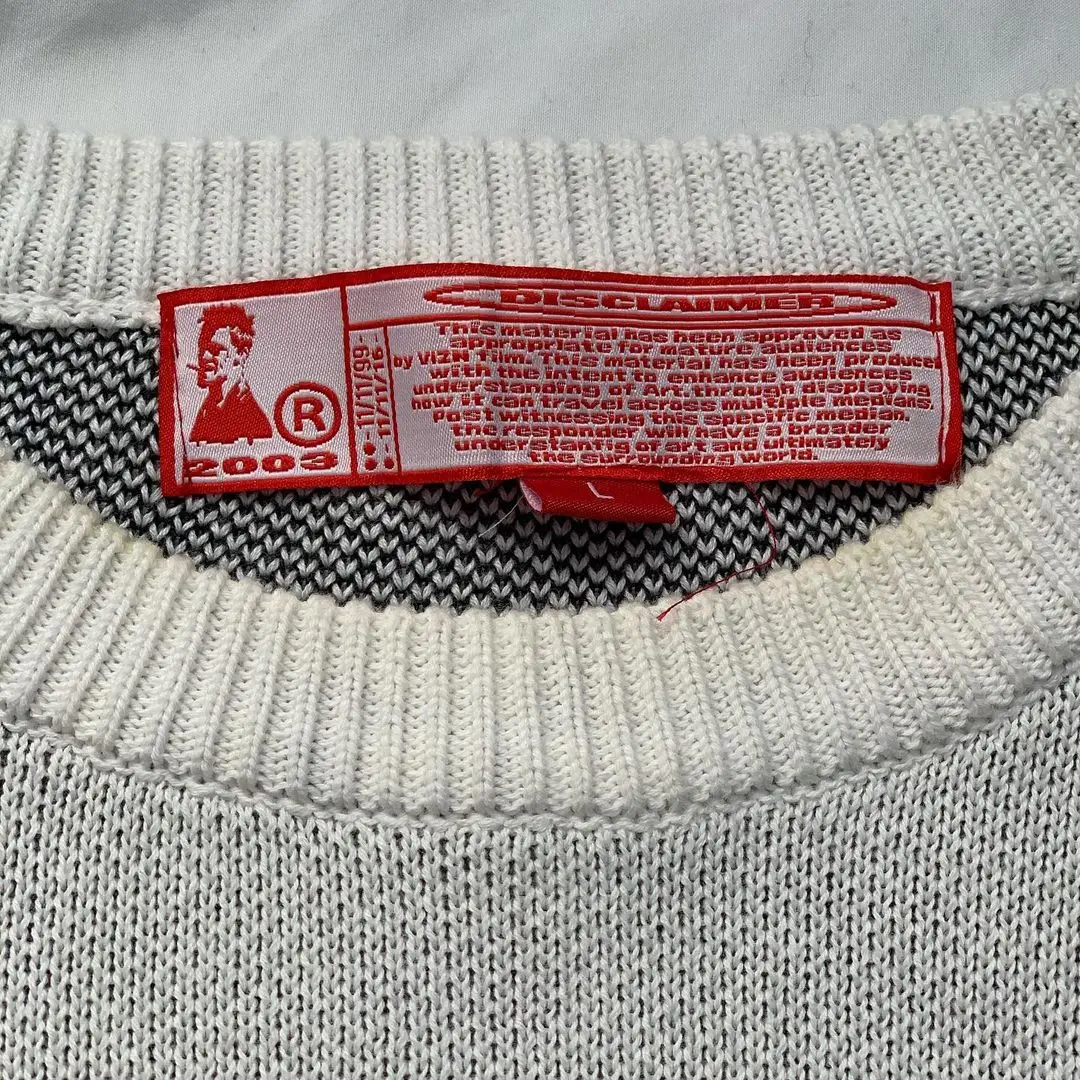 DISCLAIMER
This material has been approved as
appropriate for mature audiences
by VIZN film. This material has been produced
with the intent of enhance audiences
understanding of Art through displaying
how it can travel across multiple medians.
Post witnessing this specific median,
the responder will have a broader
understanding of art and ultimately
the surrounding world.
11/11/99-
-11/11/96
R
2003
L